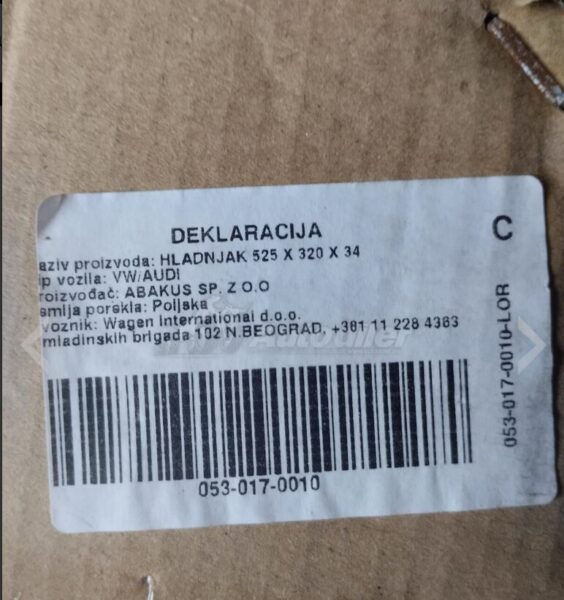 DEKLARACIJA
C
aziv proizvoda: HLADNJAK 525 X 320 X 34
ip vozila: VW/AUDI
roizvođač: ABAKUS SP. Z O.O
emlja porekla: Poljska
voznik: Wagen International d.o.o.
mladinskih brigada 102 N.BEOGRAD, +381 11 228 4363
Autodiler
053-017-0010
053-017-0010-LOR